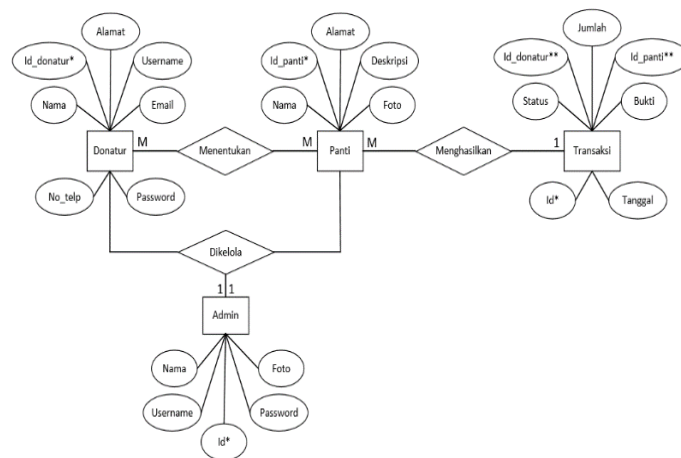 Alamat
Id_donatur*
Username
Nama
Email
Donatur
M
No_telp
Password
Menentukan
Alamat
Id_panti*
Deskripsi
Nama
Foto
M
Panti
M
Menghasilkan
Jumlah
Id_donatur**
Id_panti**
Status
Bukti
1
Transaksi
Id*
Tanggal
Dikelola
1 1
Admin
Nama
Foto
Username
Password
Id*